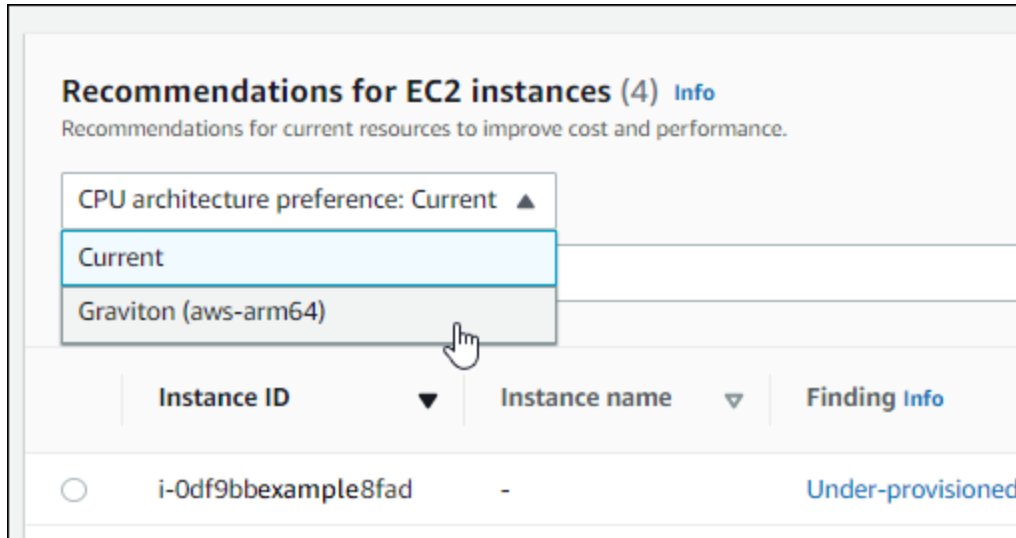 Recommendations for EC2 instances (4) Info
Recommendations for current resources to improve cost and performance.
CPU architecture preference: Current
Current
Graviton (aws-arm64)
Instance ID Instance name Finding Info
i-0df9bbexample8fad - Under-provisioned